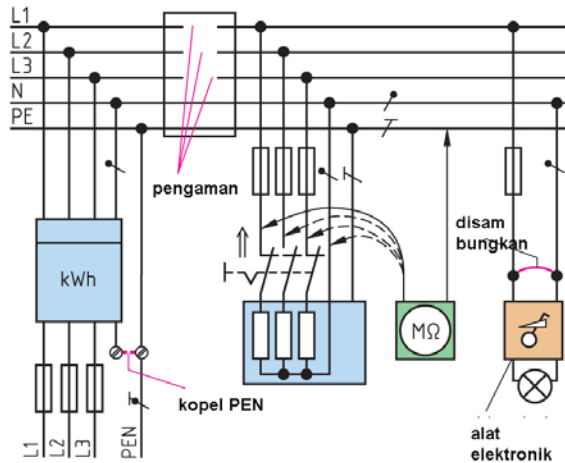 L1
L2
L3
N
PE
pengaman
kWh
kopel PEN
L1
L2
L3
PEN
MΩ
disam
bungkan
alat
elektronik